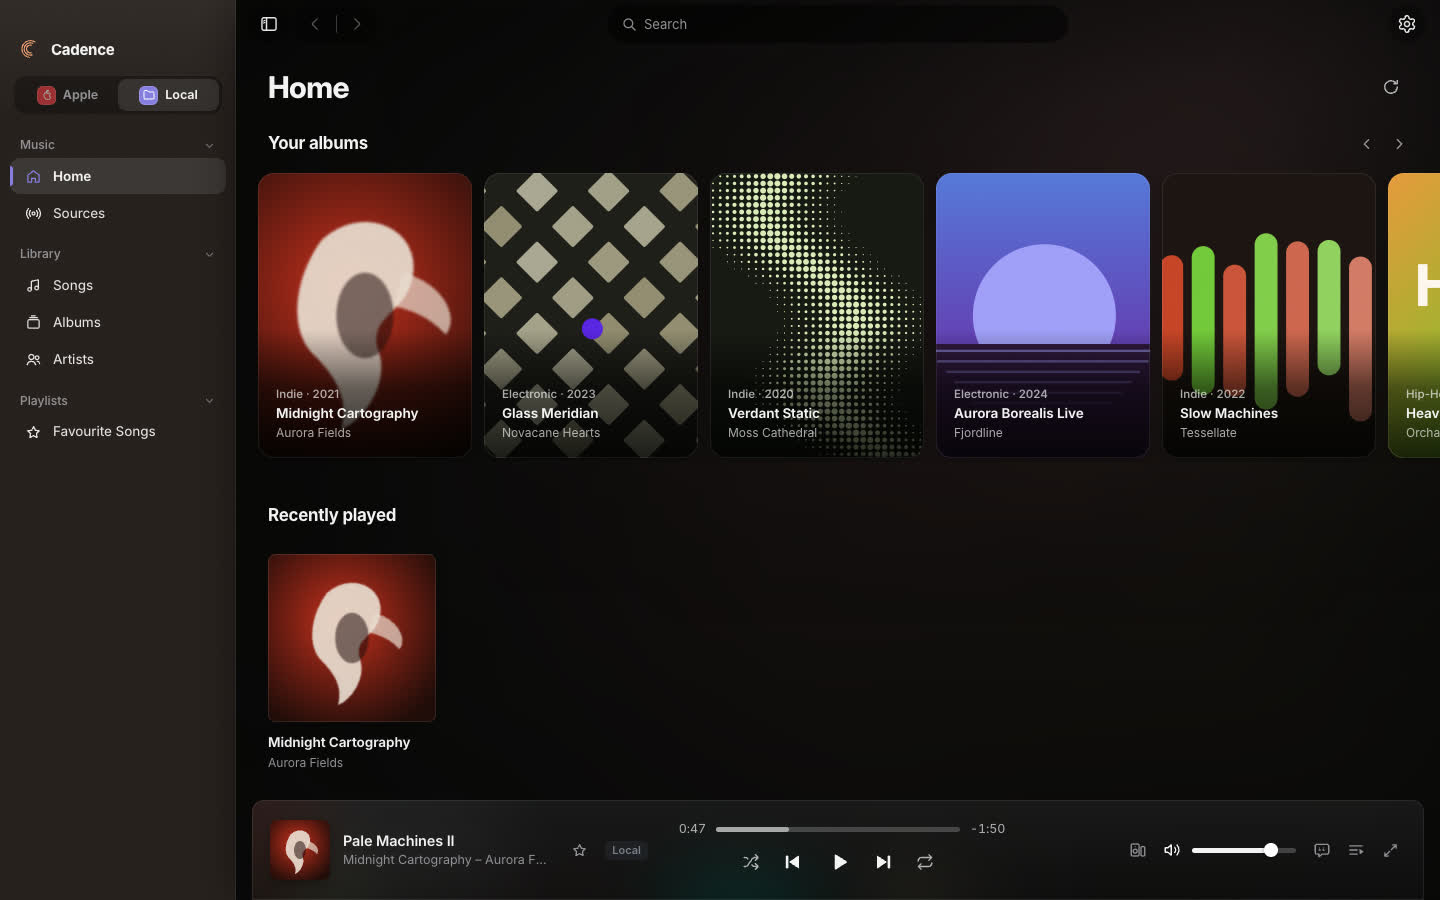 Cadence
Apple
Local
Music
Home
Sources
Library
Songs
Albums
Artists
Playlists
Favourite Songs
Search
Home
Your albums
Indie · 2021
Midnight Cartography
Aurora Fields
Electronic · 2023
Glass Meridian
Novacane Hearts
Indie · 2020
Verdant Static
Moss Cathedral
Electronic · 2024
Aurora Borealis Live
Fjordline
Indie · 2022
Slow Machines
Tessellate
H
Hip-H
Heav
Orcha
Recently played
Midnight Cartography
Aurora Fields
Pale Machines II
Midnight Cartography – Aurora F...
Local
0:47
-1:50